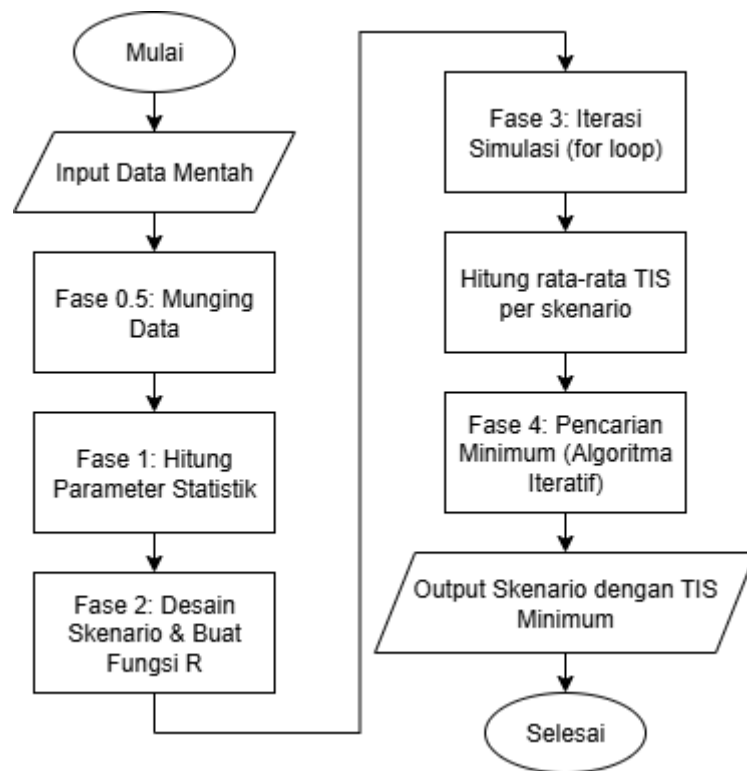 Mulai
Input Data Mentah
Fase 0.5: Munging
Data
Fase 1: Hitung
Parameter Statistik
Fase 2: Desain
Skenario & Buat
Fungsi R
Fase 3: Iterasi
Simulasi (for loop)
Hitung rata-rata TIS
per skenario
Fase 4: Pencarian
Minimum (Algoritma
Iteratif)
Output Skenario dengan TIS
Minimum
Selesai